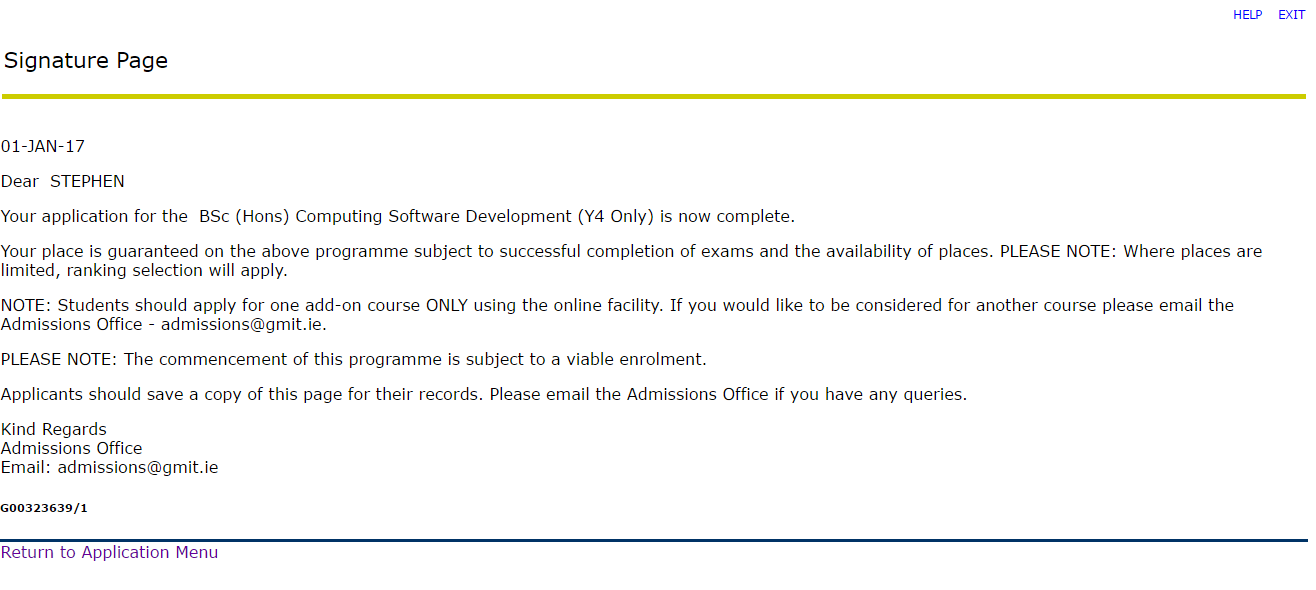 HELP EXIT
Signature Page
01-JAN-17
Dear STEPHEN
Your application for the BSc (Hons) Computing Software Development (Y4 Only) is now complete.
Your place is guaranteed on the above programme subject to successful completion of exams and the availability of places. PLEASE NOTE: Where places are
limited, ranking selection will apply.
NOTE: Students should apply for one add-on course ONLY using the online facility. If you would like to be considered for another course please email the
Admissions Office - admissions@gmit.ie.
PLEASE NOTE: The commencement of this programme is subject to a viable enrolment.
Applicants should save a copy of this page for their records. Please email the Admissions Office if you have any queries.
Kind Regards
Admissions Office
Email: admissions@gmit.ie
G00323639/1
Return to Application Menu